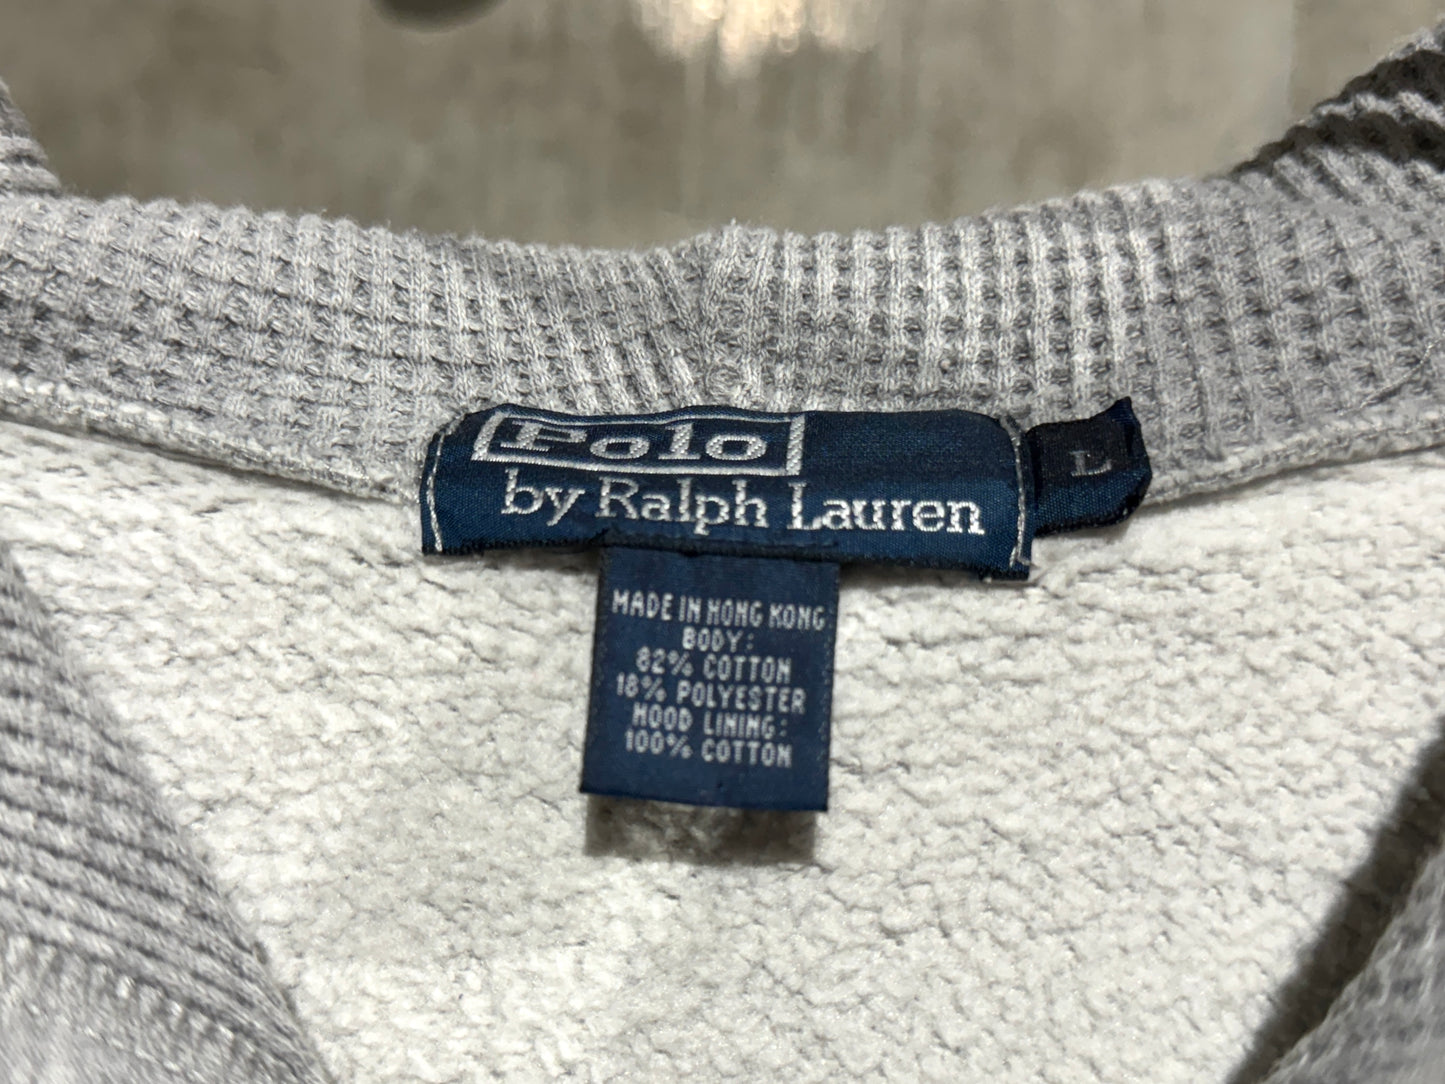 Polo
by Ralph Lauren
L
MADE IN HONG KONG
BODY:
82% COTTON
18% POLYESTER
HOOD LINING:
100% COTTON